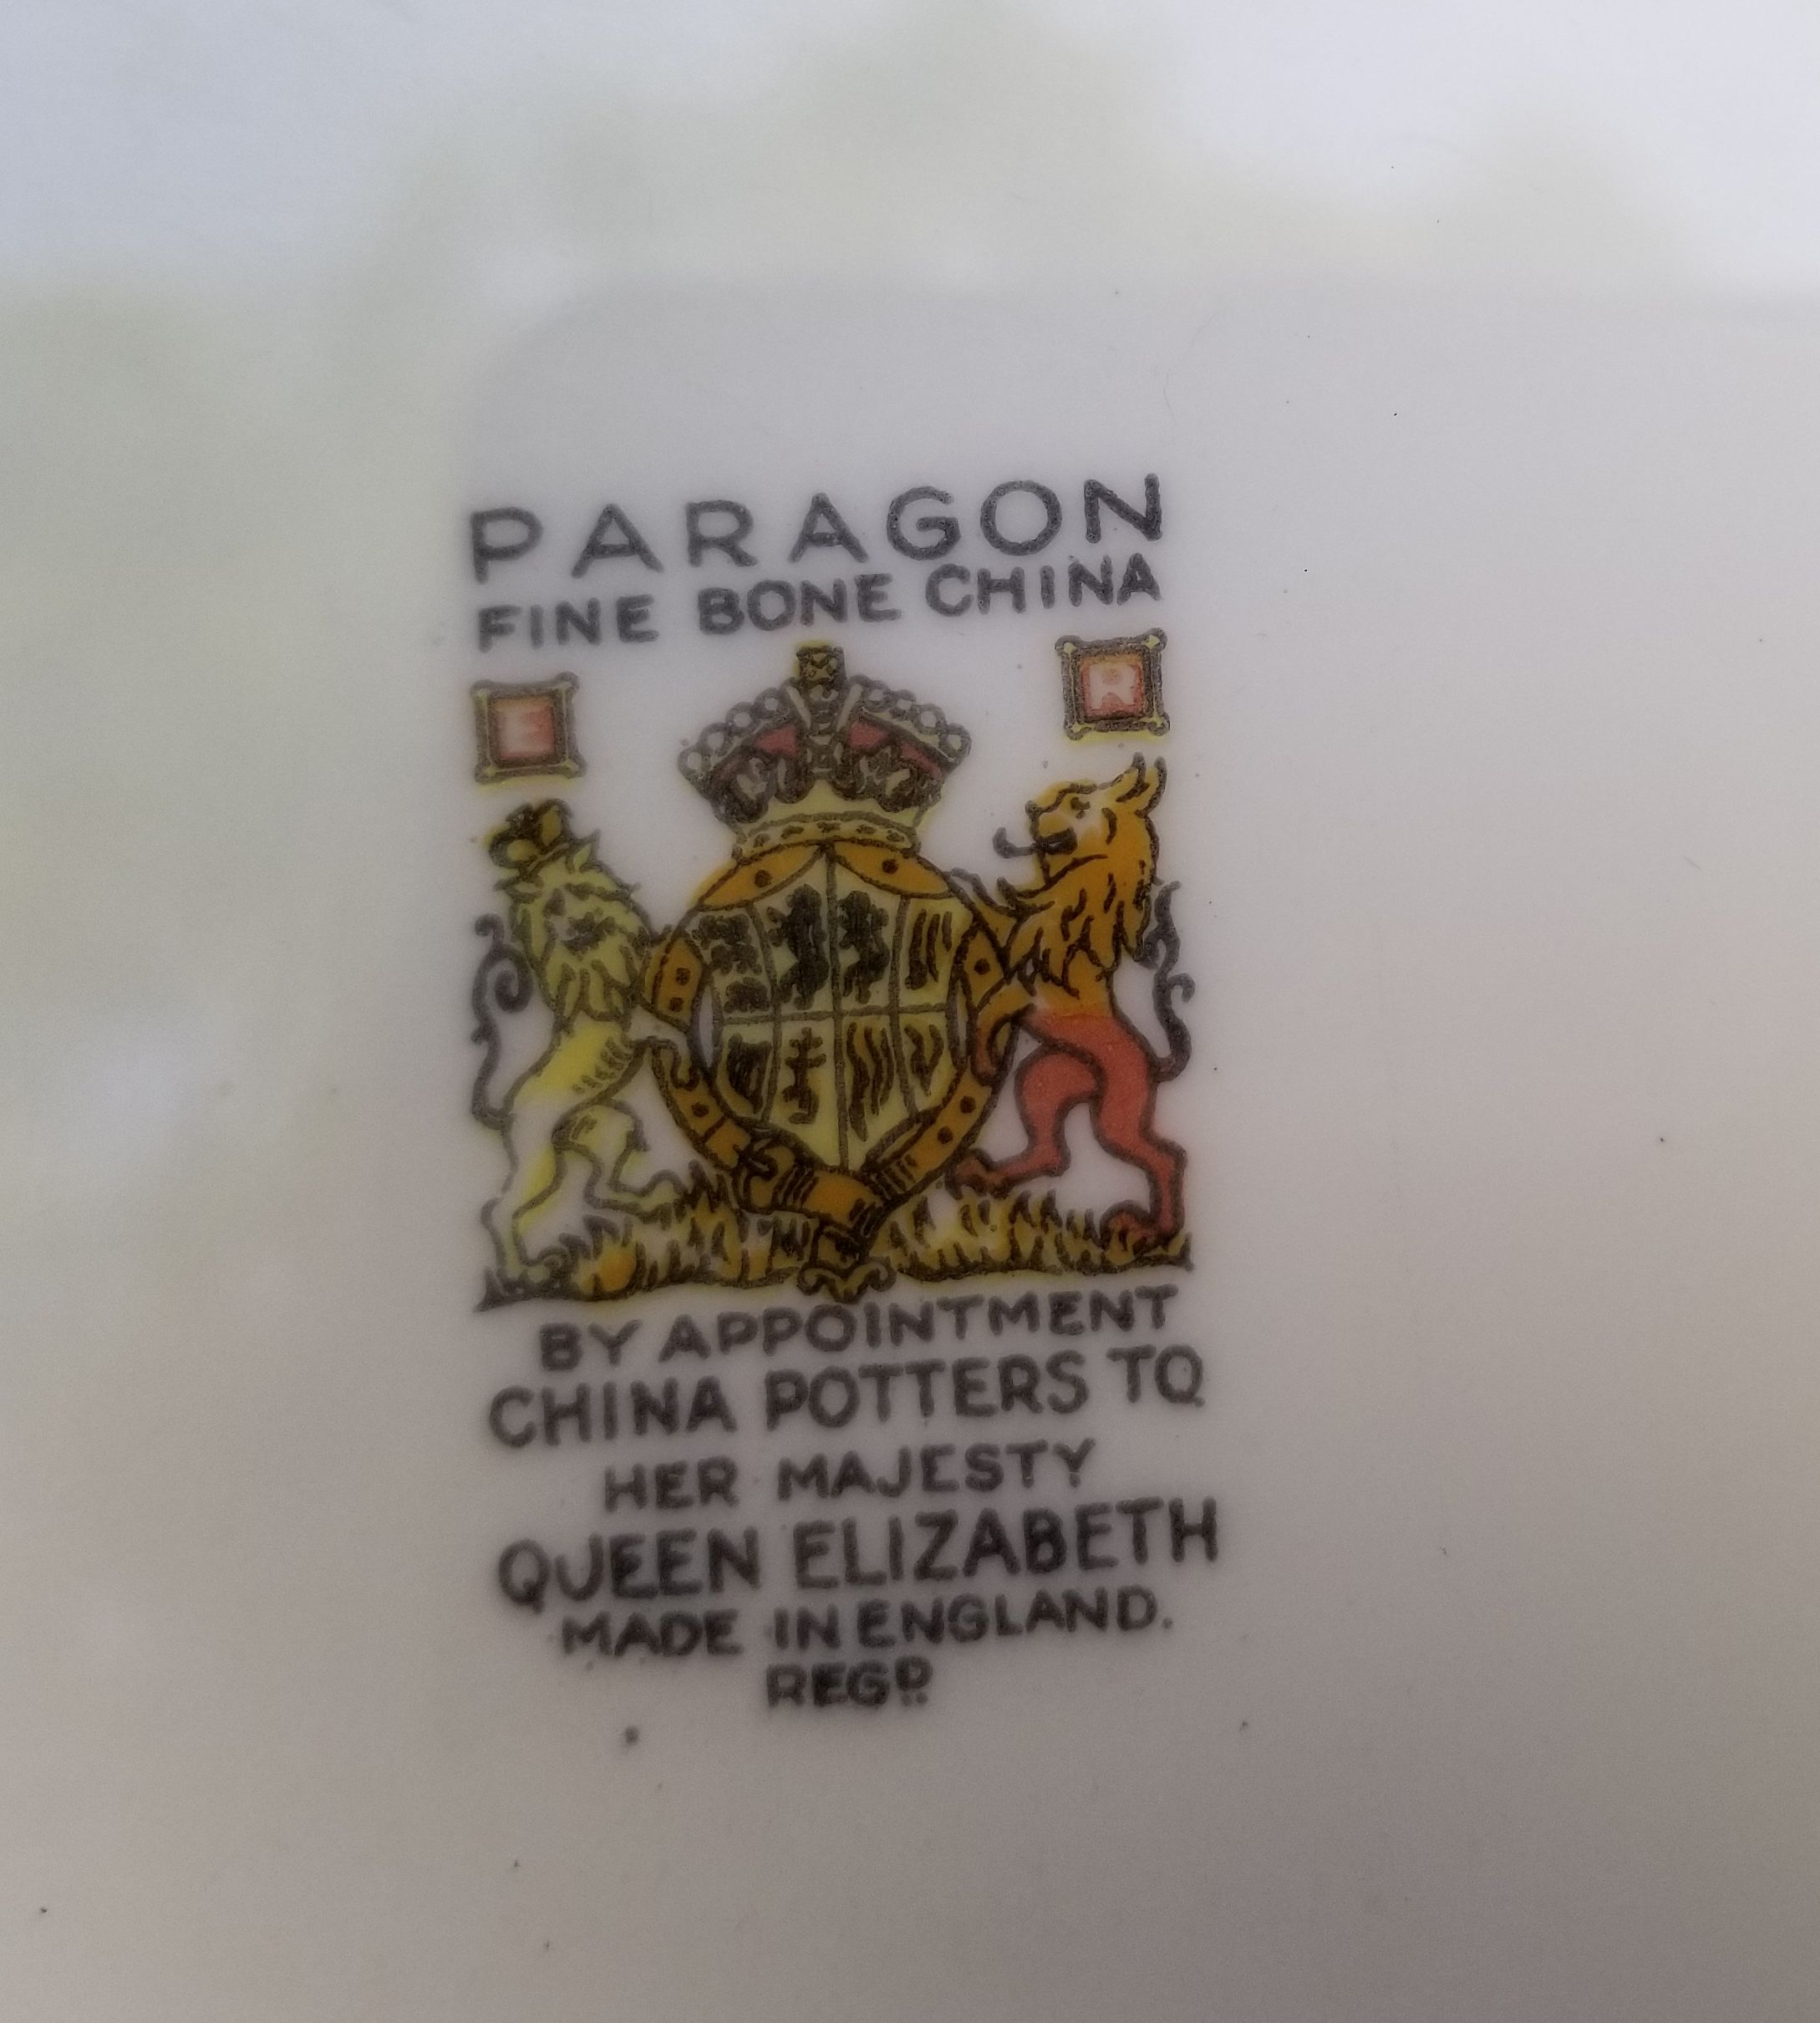 PARAGON
FINE BONE CHINA
E R
BY APPOINTMENT
CHINA POTTERS TO
HER MAJESTY
QUEEN ELIZABETH
MADE IN ENGLAND.
REGD.